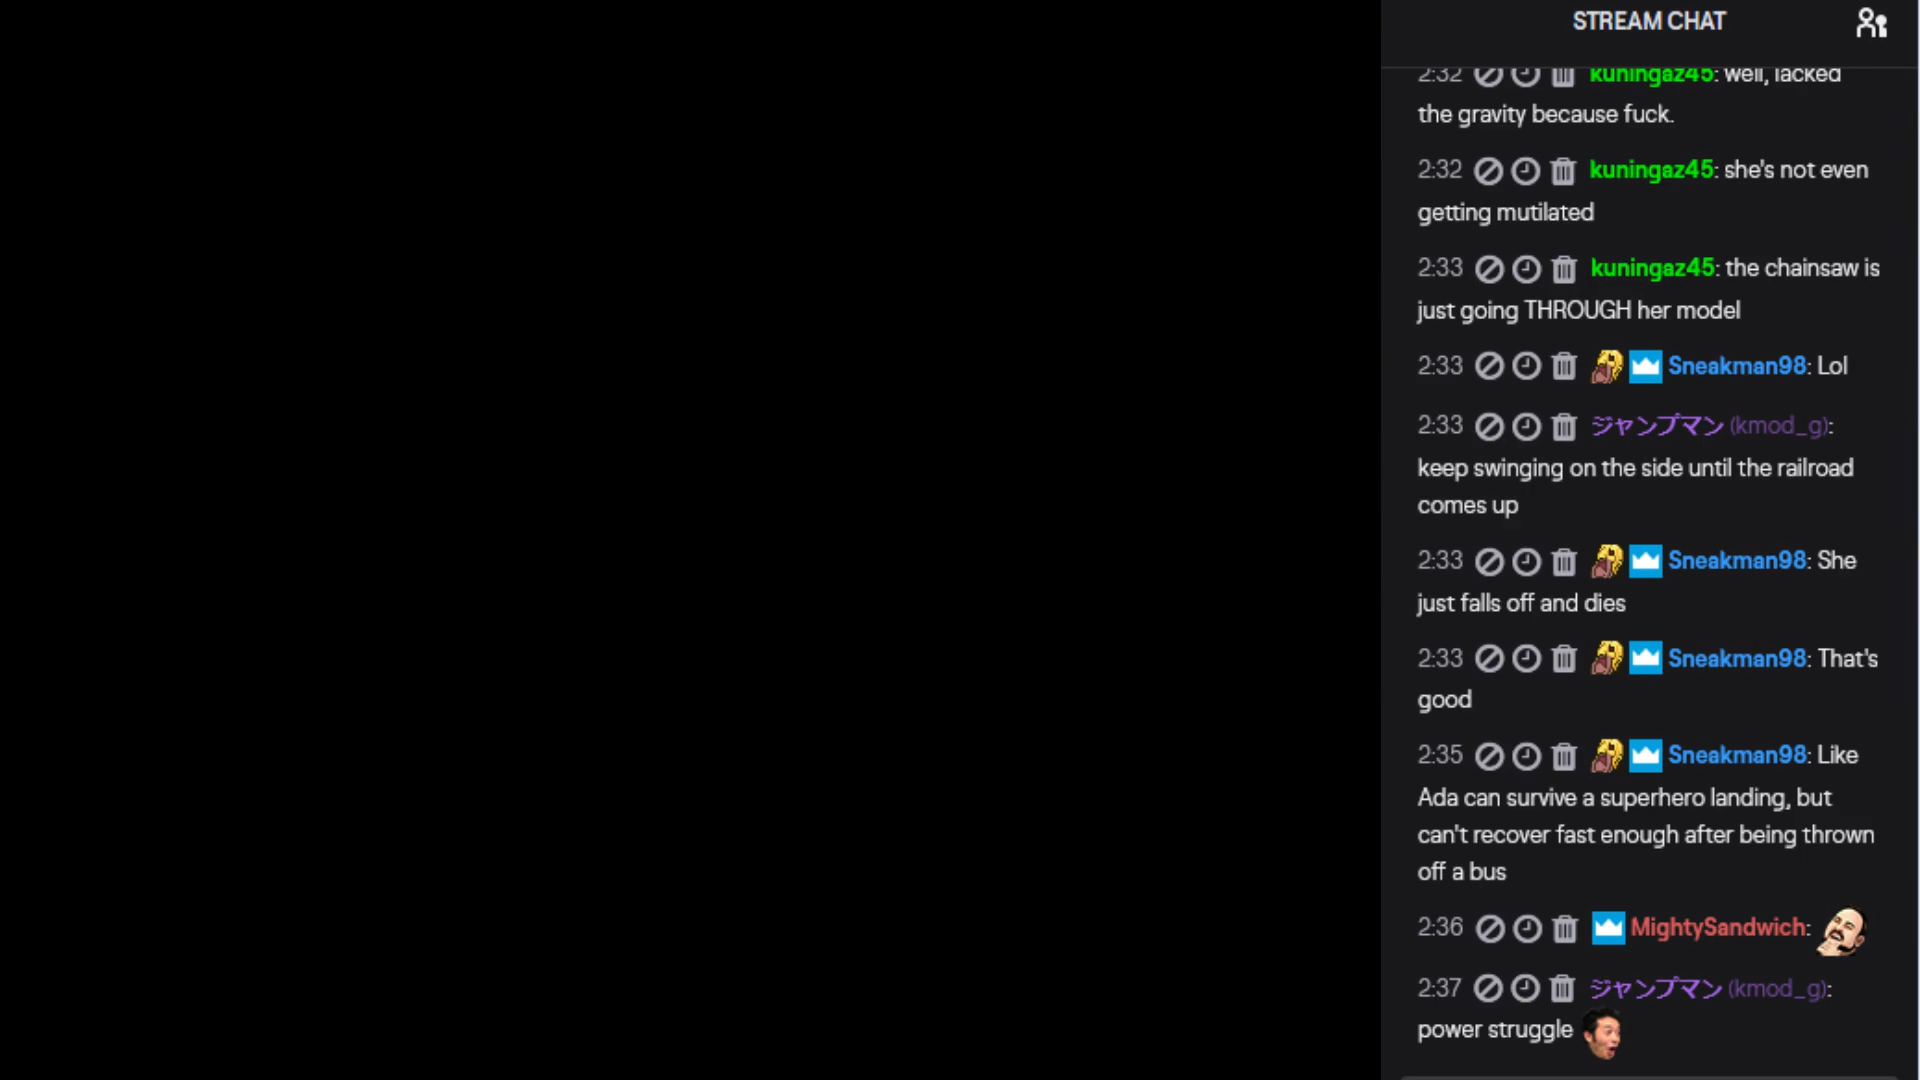 STREAM CHAT
2:32 kuningaz45: well, lacked
the gravity because fuck.
2:32 kuningaz45: she's not even
getting mutilated
2:33 kuningaz45: the chainsaw is
just going THROUGH her model
2:33 Sneakman98: Lol
2:33 ジャンプマン (kmod_g):
keep swinging on the side until the railroad
comes up
2:33 Sneakman98: She
just falls off and dies
2:33 Sneakman98: That's
good
2:35 Sneakman98: Like
Ada can survive a superhero landing, but
can't recover fast enough after being thrown
off a bus
2:36 MightySandwich:
2:37 ジャンプマン (kmod_g):
power struggle